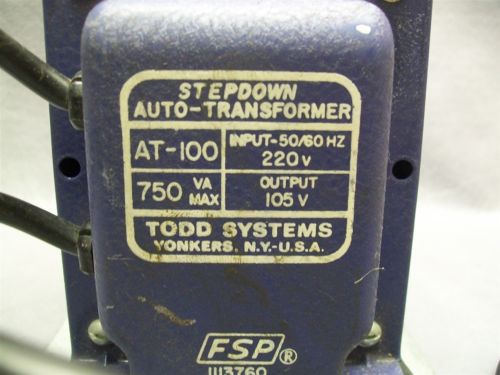 STEPDOWN
AUTO-TRANSFORMER
AT-100
INPUT-50/60 HZ
220 V
750 VA MAX
OUTPUT
105 V
TODD SYSTEMS
YONKERS, N.Y.-U.S.A.
FSP®
1113760